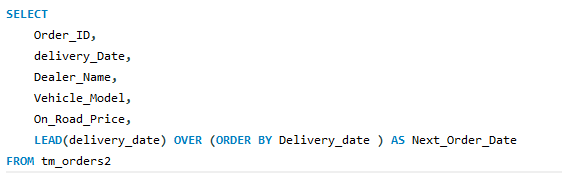 SELECT
Order_ID,
delivery_Date,
Dealer_Name,
Vehicle_Model,
On_Road_Price,
LEAD(delivery_date) OVER (ORDER BY Delivery_date ) AS Next_Order_Date
FROM tm_orders2